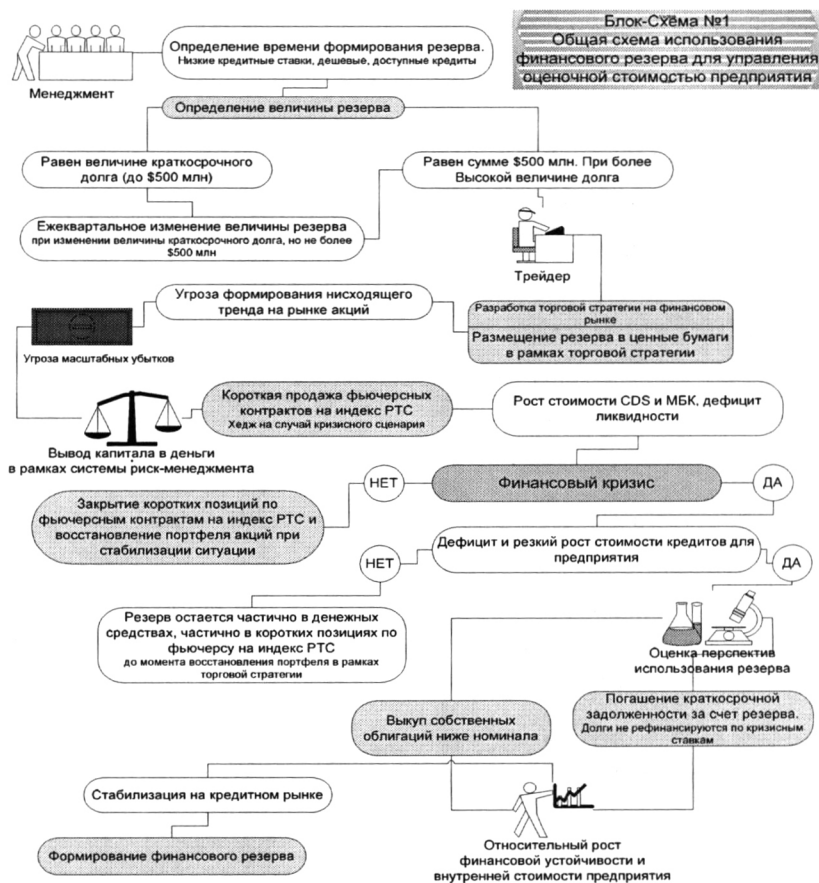 Блок-Схема №1
Общая схема использования
финансового резерва для управления
оценочной стоимостью предприятия
Менеджмент
Определение времени формирования резерва.
Низкие кредитные ставки, дешевые, доступные кредиты
Определение величины резерва
Равен величине краткосрочного
долга (до $500 млн)
Равен сумме $500 млн. При более
Высокой величине долга
Ежеквартальное изменение величины резерва
при изменении величины краткосрочного долга, но не более
$500 млн
Трейдер
Угроза формирования нисходящего
тренда на рынке акций
Разработка торговой стратегии на финансовом
рынке
Размещение резерва в ценные бумаги
в рамках торговой стратегии
Угроза масштабных убытков
Короткая продажа фьючерсных
контрактов на индекс РТС
Хедж на случай кризисного сценария
Рост стоимости CDS и МБК, дефицит
ликвидности
Вывод капитала в деньги
в рамках системы риск-менеджмента
НЕТ
Финансовый кризис
ДА
Закрытие коротких позиций по
фьючерсным контрактам на индекс РТС и
восстановление портфеля акций при
стабилизации ситуации
НЕТ
Дефицит и резкий рост стоимости кредитов для
предприятия
ДА
Резерв остается частично в денежных
средствах, частично в коротких позициях по
фьючерсу на индекс РТС
до момента восстановления портфеля в рамках
торговой стратегии
Оценка перспектив
использования резерва
Выкуп собственных
облигаций ниже номинала
Погашение краткосрочной
задолженности за счет резерва.
Долги не рефинансируются по кризисным
ставкам
Стабилизация на кредитном рынке
Формирование финансового резерва
Относительный рост
финансовой устойчивости и
внутренней стоимости предприятия